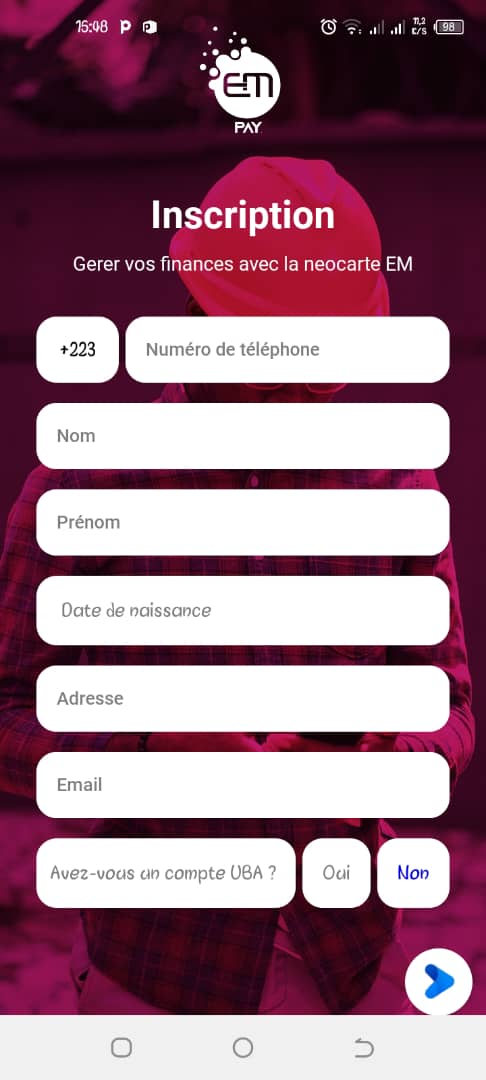 15:48
11,2
K/S
98
EM
PAY
Inscription
Gerer vos finances avec la neocarte EM
+223 Numéro de téléphone
Nom
Prénom
Date de naissance
Adresse
Email
Avez-vous un compte UBA ? Oui Non